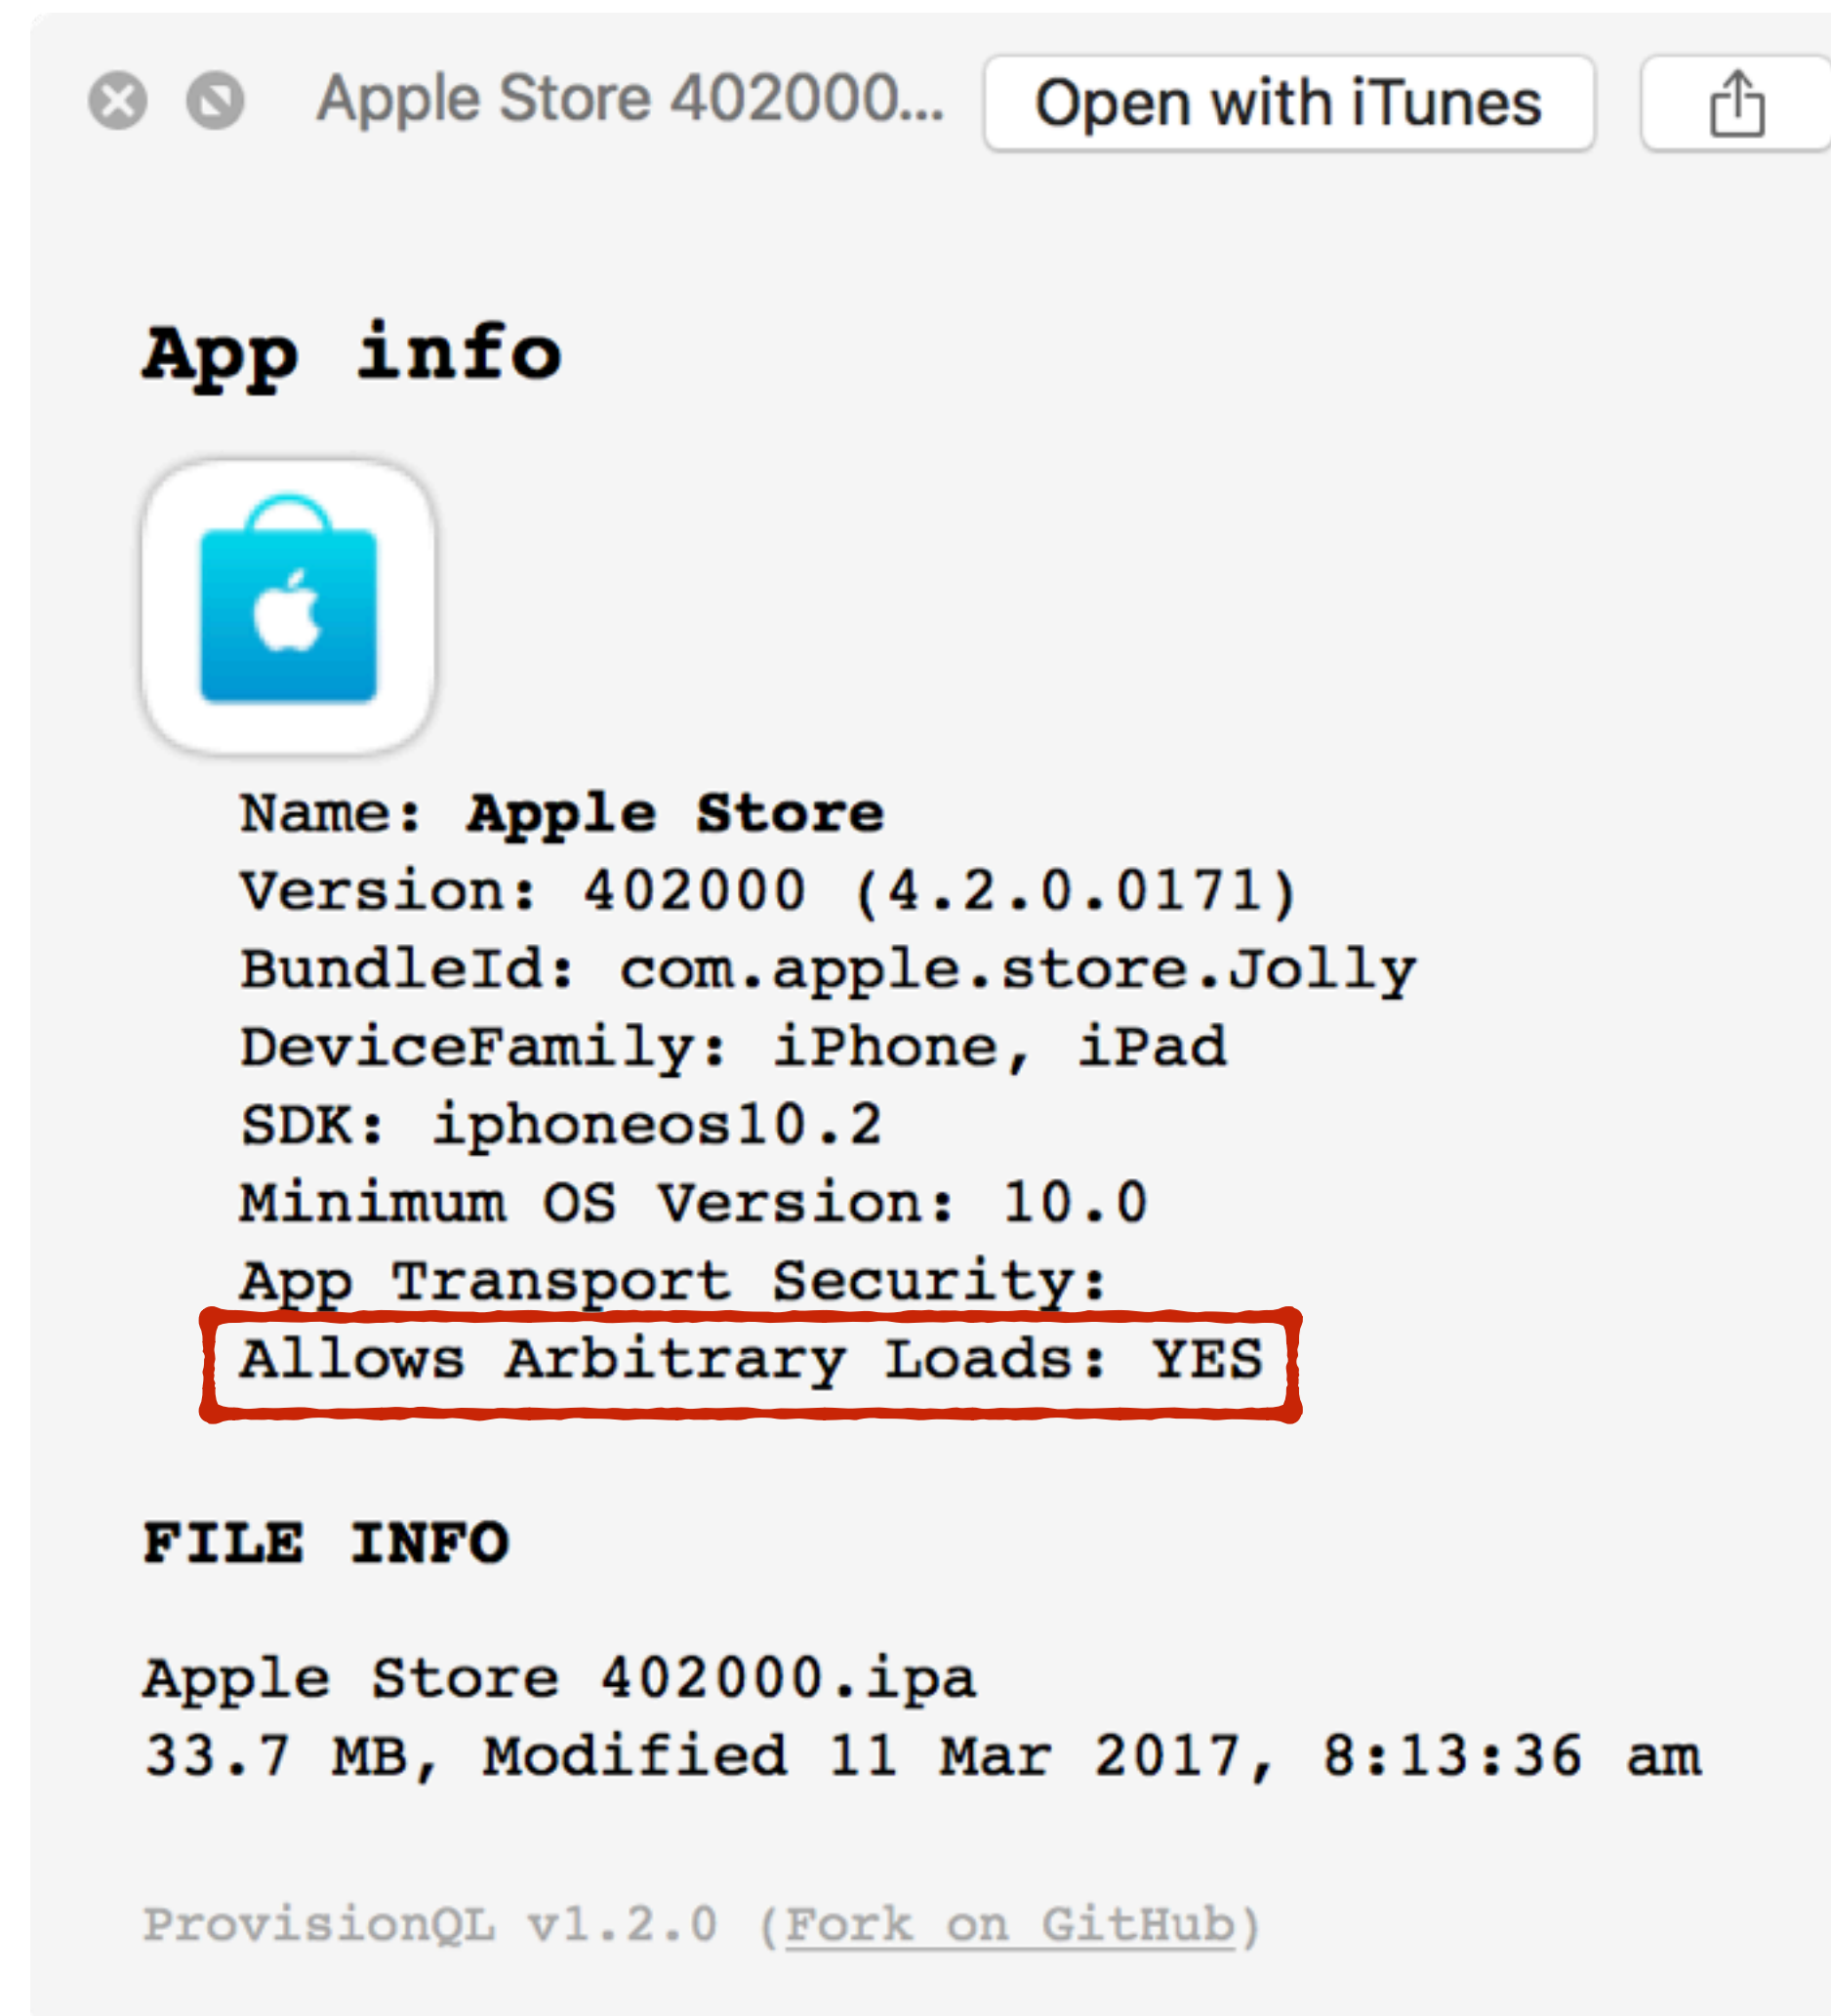 Apple Store 402000...
Open with iTunes
App info
Name: Apple Store
Version: 402000 (4.2.0.0171)
BundleId: com.apple.store.Jolly
DeviceFamily: iPhone, iPad
SDK: iphoneos10.2
Minimum OS Version: 10.0
App Transport Security:
Allows Arbitrary Loads: YES
FILE INFO
Apple Store 402000.ipa
33.7 MB, Modified 11 Mar 2017, 8:13:36 am
ProvisionQL v1.2.0 (Fork on GitHub)